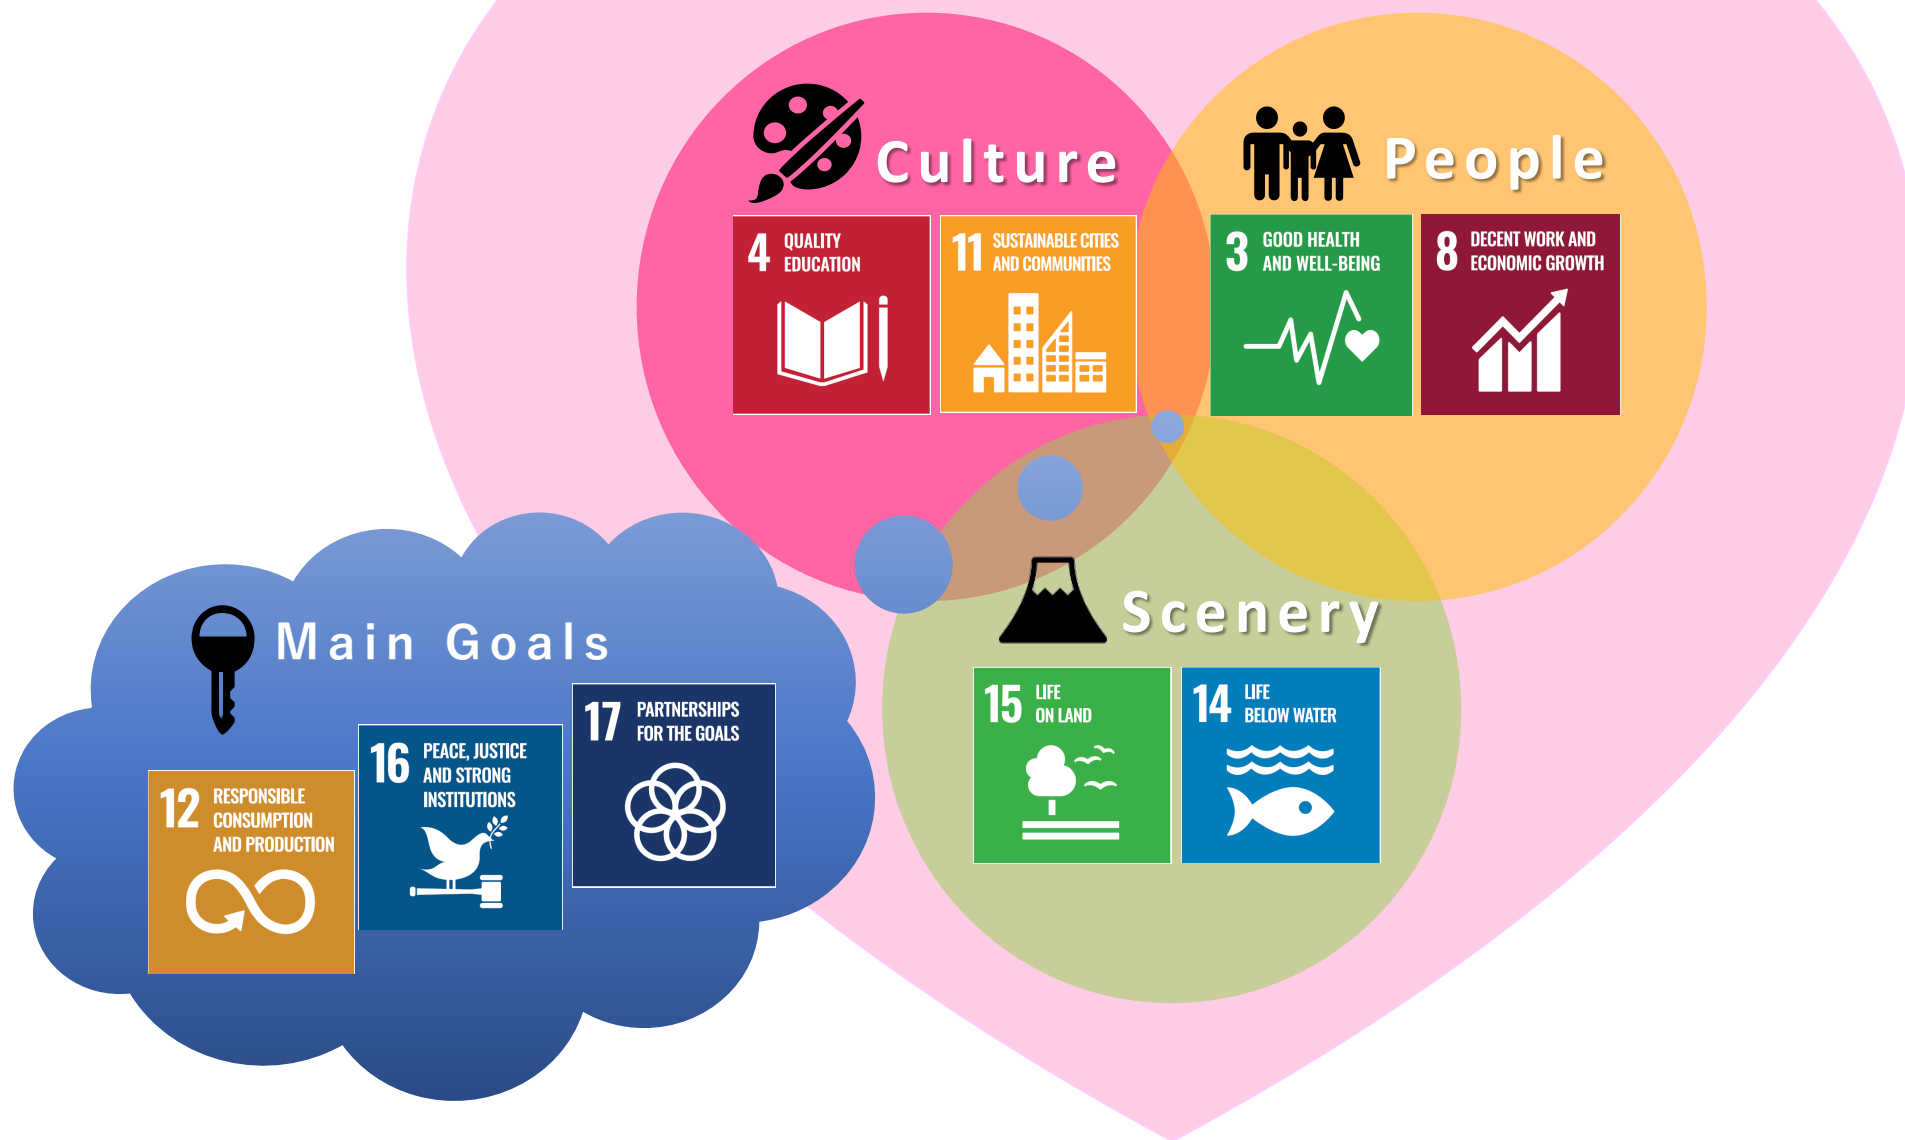 Culture
4 QUALITY
EDUCATION
11 SUSTAINABLE CITIES
AND COMMUNITIES
People
3 GOOD HEALTH
AND WELL-BEING
8 DECENT WORK AND
ECONOMIC GROWTH
Scenery
15 LIFE
ON LAND
14 LIFE
BELOW WATER
Main Goals
12 RESPONSIBLE
CONSUMPTION
AND PRODUCTION
16 PEACE, JUSTICE
AND STRONG
INSTITUTIONS
17 PARTNERSHIPS
FOR THE GOALS